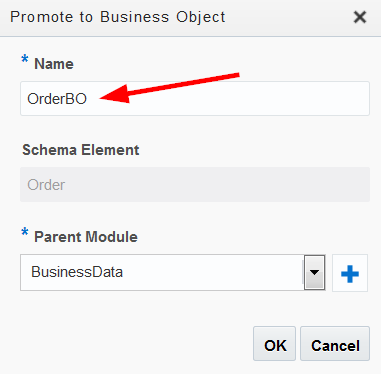 Promote to Business Object
* Name
OrderBO
Schema Element
Order
* Parent Module
BusinessData
OK Cancel